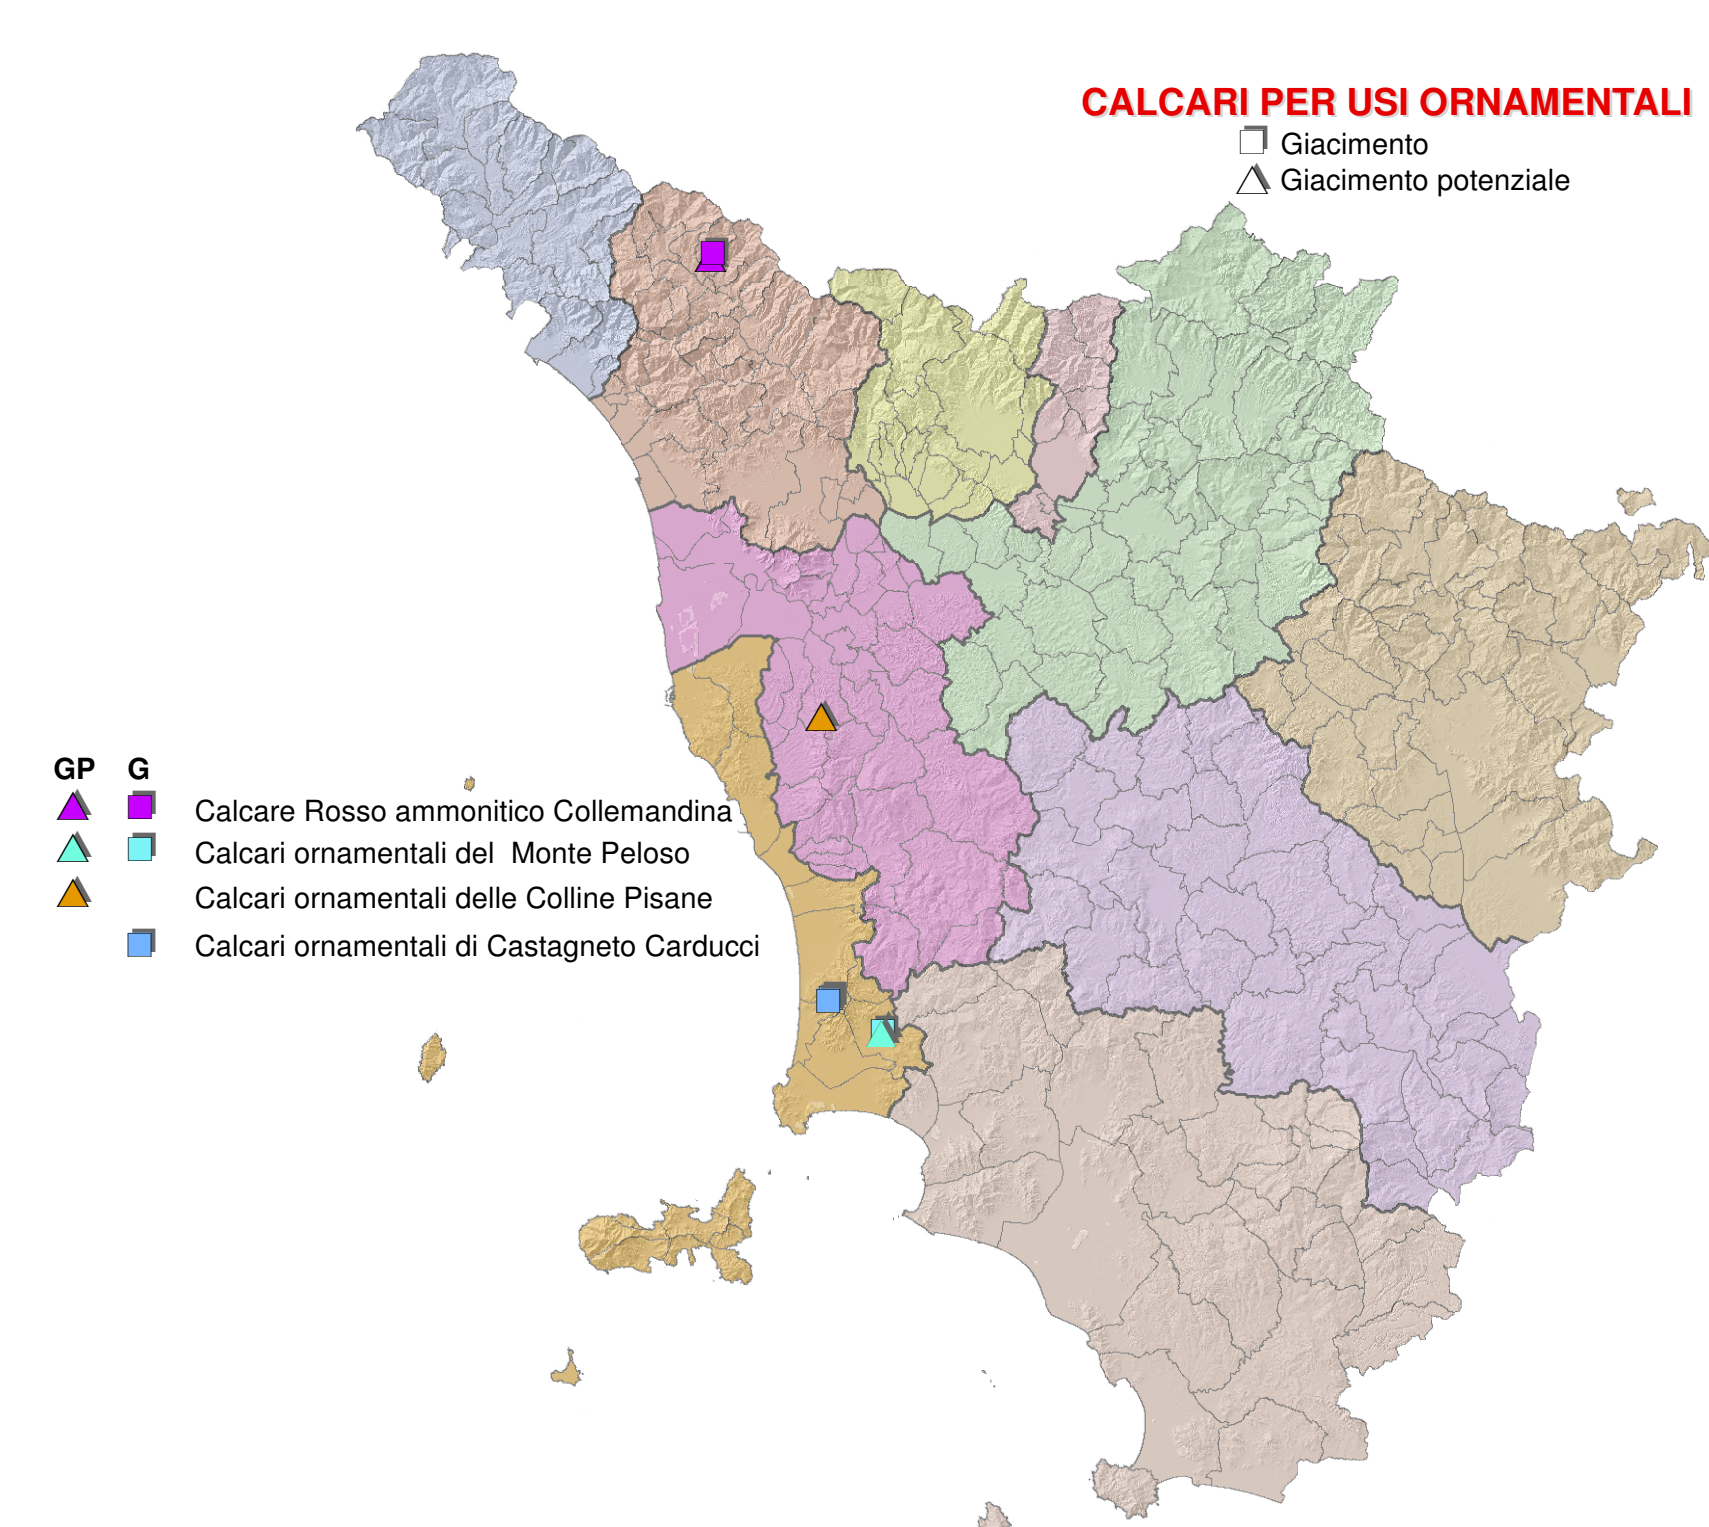 CALCARI PER USI ORNAMENTALI
Giacimento
Giacimento potenziale
GP G
Calcare Rosso ammonitico Collemandina
Calcari ornamentali del  Monte Peloso
Calcari ornamentali delle Colline Pisane
Calcari ornamentali di Castagneto Carducci